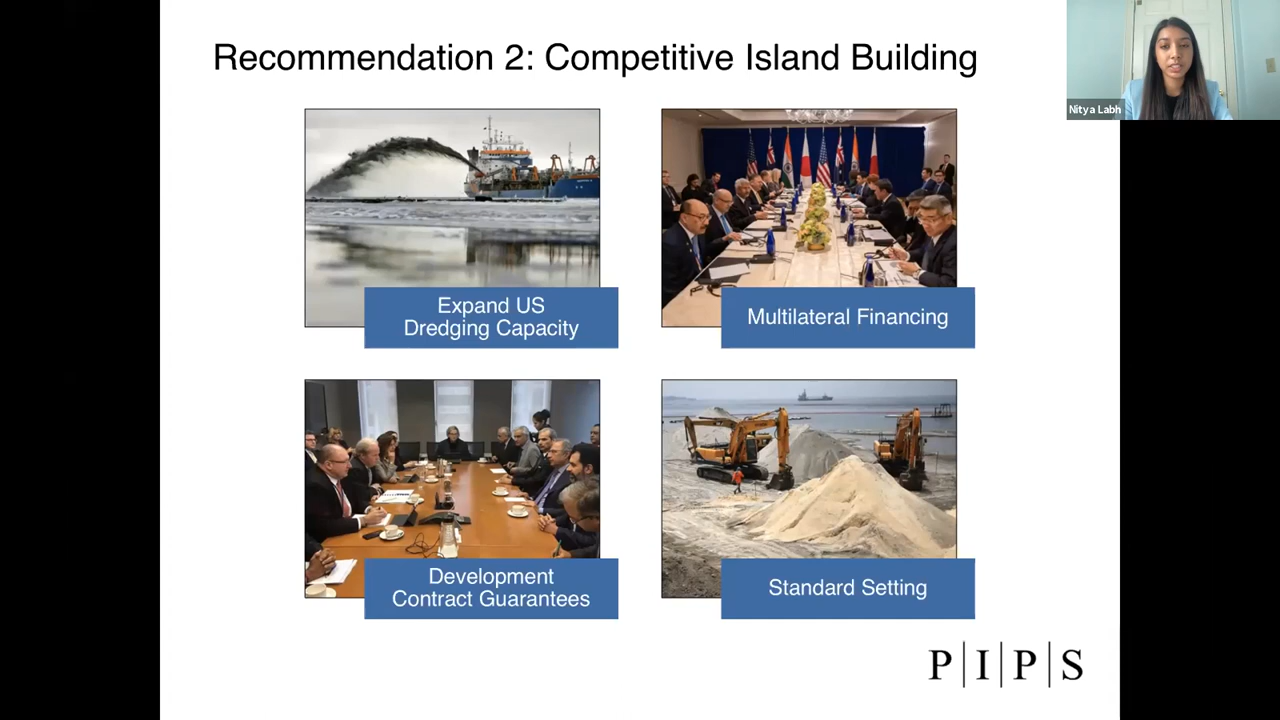 Recommendation 2: Competitive Island Building
Nitya Labh
Expand US
Dredging Capacity
Multilateral Financing
Development
Contract Guarantees
Standard Setting
P|I|P|S